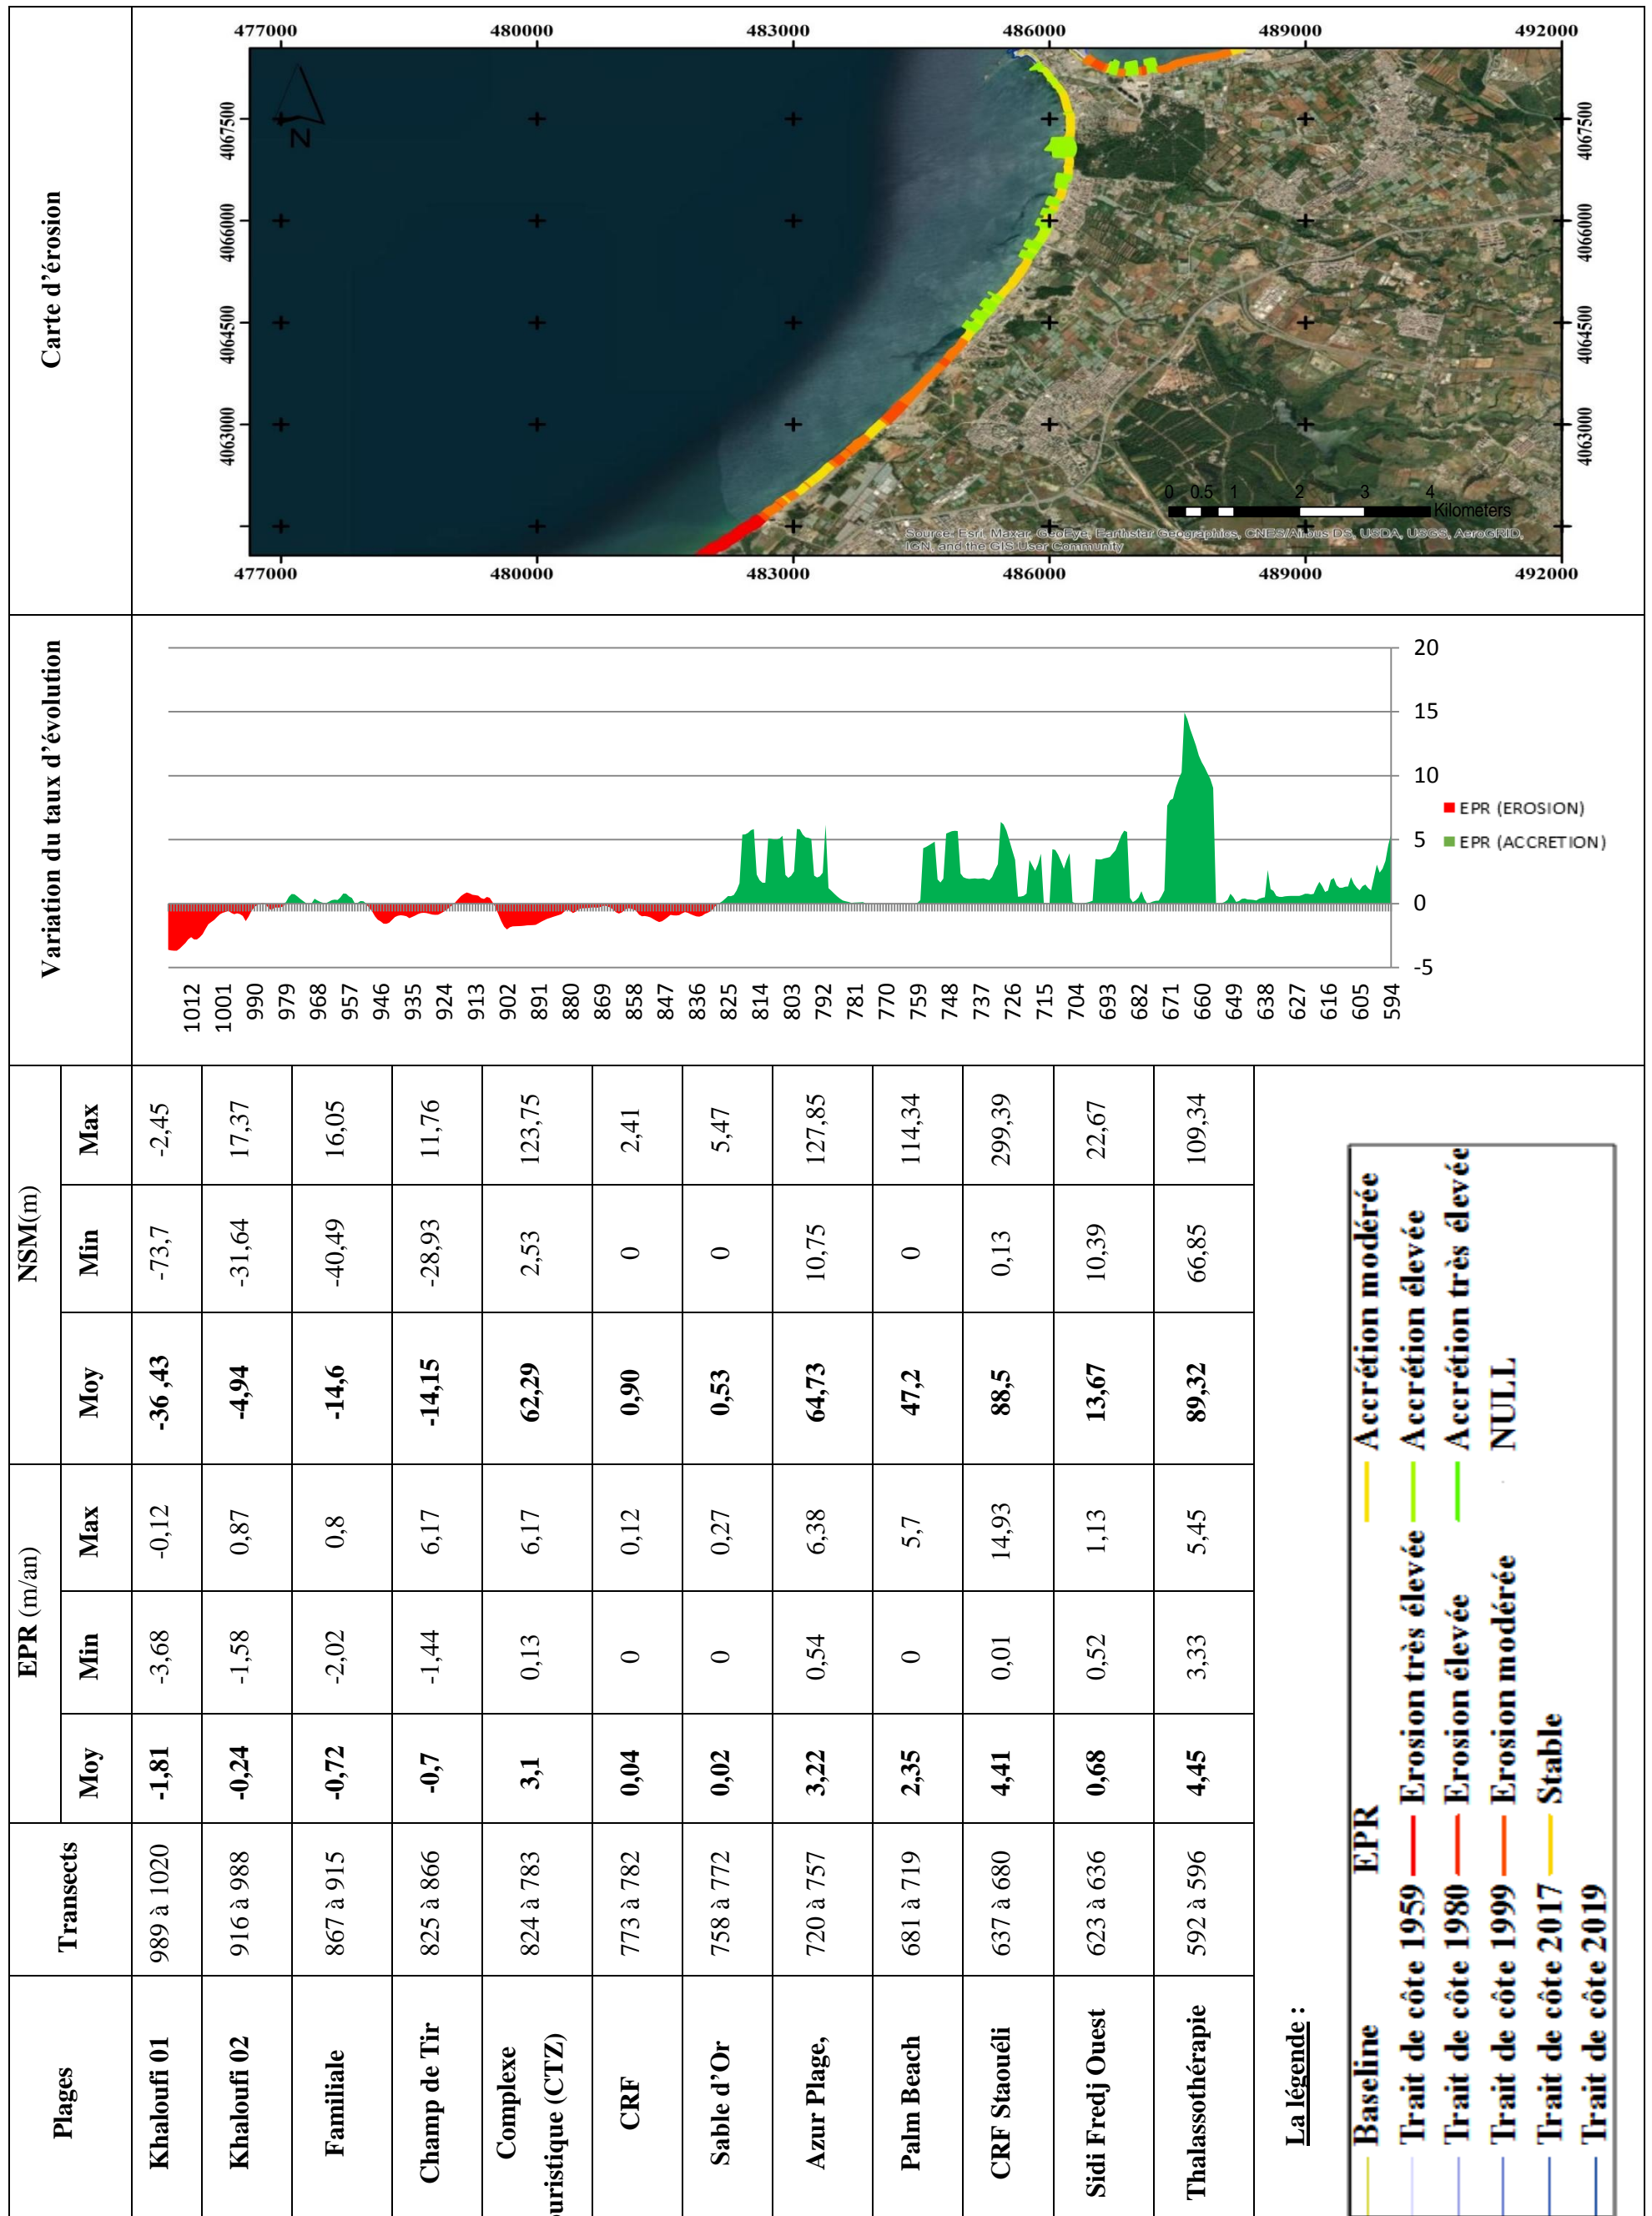 Carte d'érosion
477000 480000 483000 486000 489000 492000
4067500 4066000 4064500 4063000
4067500 4066000 4064500 4063000
N
0 0.5 1 2 3 4
Kilometers
Source: Esri, Maxar, GeoEye, Earthstar Geographics, CNES/Airbus DS, USDA, USGS, AeroGRID,
IGN, and the GIS User Community
477000 480000 483000 486000 489000 492000
Variation du taux d'évolution
20
15
10
5
0
-5
EPR (EROSION)
EPR (ACCRETION)
1012 1001 990 979 968 957 946 935 924 913 902 891 880 869 858 847 836 825 814 803 792 781 770 759 748 737 726 715 704 693 682 671 660 649 638 627 616 605 594
Plages Transects EPR (m/an) NSM(m)
Moy Min Max Moy Min Max
Khaloufi 01 989 à 1020 -1,81 -3,68 -0,12 -36 ,43 -73,7 -2,45
Khaloufi 02 916 à 988 -0,24 -1,58 0,87 -4,94 -31,64 17,37
Familiale 867 à 915 -0,72 -2,02 0,8 -14,6 -40,49 16,05
Champ de Tir 825 à 866 -0,7 -1,44 6,17 -14,15 -28,93 11,76
Complexe
ouristique (CTZ) 824 à 783 3,1 0,13 6,17 62,29 2,53 123,75
CRF 773 à 782 0,04 0 0,12 0,90 0 2,41
Sable d'Or 758 à 772 0,02 0 0,27 0,53 0 5,47
Azur Plage, 720 à 757 3,22 0,54 6,38 64,73 10,75 127,85
Palm Beach 681 à 719 2,35 0 5,7 47,2 0 114,34
CRF Staouéli 637 à 680 4,41 0,01 14,93 88,5 0,13 299,39
Sidi Fredj Ouest 623 à 636 0,68 0,52 1,13 13,67 10,39 22,67
Thalassothérapie 592 à 596 4,45 3,33 5,45 89,32 66,85 109,34
La légende :
Baseline
Trait de côte 1959
Trait de côte 1980
Trait de côte 1999
Trait de côte 2017
Trait de côte 2019
EPR
Erosion très élevée
Erosion élevée
Erosion modérée
Stable
Accrétion modérée
Accrétion élevée
Accrétion très élevée
NULL